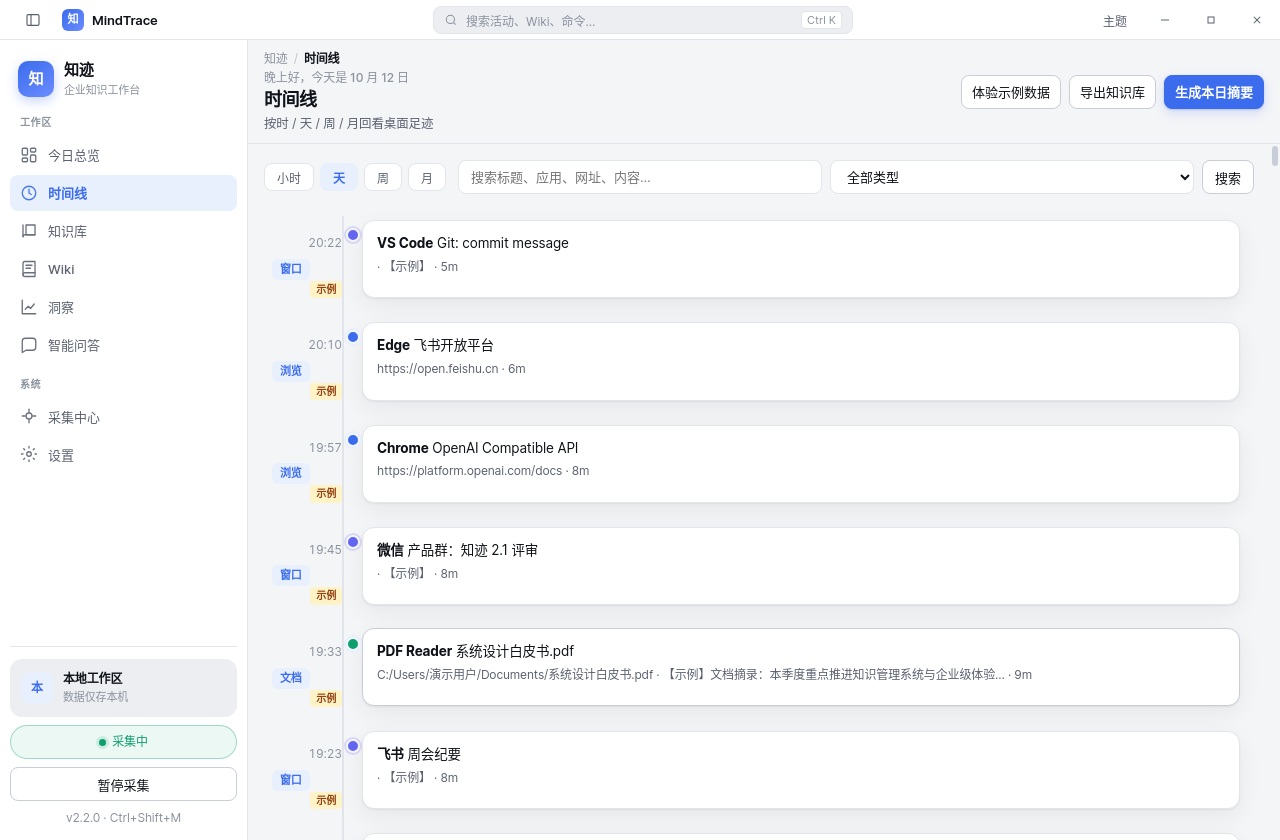 知 MindTrace
搜索活动、Wiki、命令... Ctrl K
主题
知 知迹
企业知识工作台
工作区
今日总览
时间线
知识库
Wiki
洞察
智能问答
系统
采集中心
设置
本 本地工作区
数据仅存本机
采集中
暂停采集
v2.2.0 · Ctrl+Shift+M
知迹 / 时间线
晚上好，今天是 10 月 12 日
时间线
按时 / 天 / 周 / 月回看桌面足迹
体验示例数据 导出知识库 生成本日摘要
小时 天 周 月 搜索标题、应用、网址、内容... 全部类型 搜索
20:22 窗口 示例
VS Code Git: commit message
· 【示例】 · 5m
20:10 浏览 示例
Edge 飞书开放平台
https://open.feishu.cn · 6m
19:57 浏览 示例
Chrome OpenAI Compatible API
https://platform.openai.com/docs · 8m
19:45 窗口 示例
微信 产品群：知迹 2.1 评审
· 【示例】 · 8m
19:33 文档 示例
PDF Reader 系统设计白皮书.pdf
C:/Users/演示用户/Documents/系统设计白皮书.pdf · 【示例】文档摘录：本季度重点推进知识管理系统与企业级体验... · 9m
19:23 窗口 示例
飞书 周会纪要
· 【示例】 · 8m